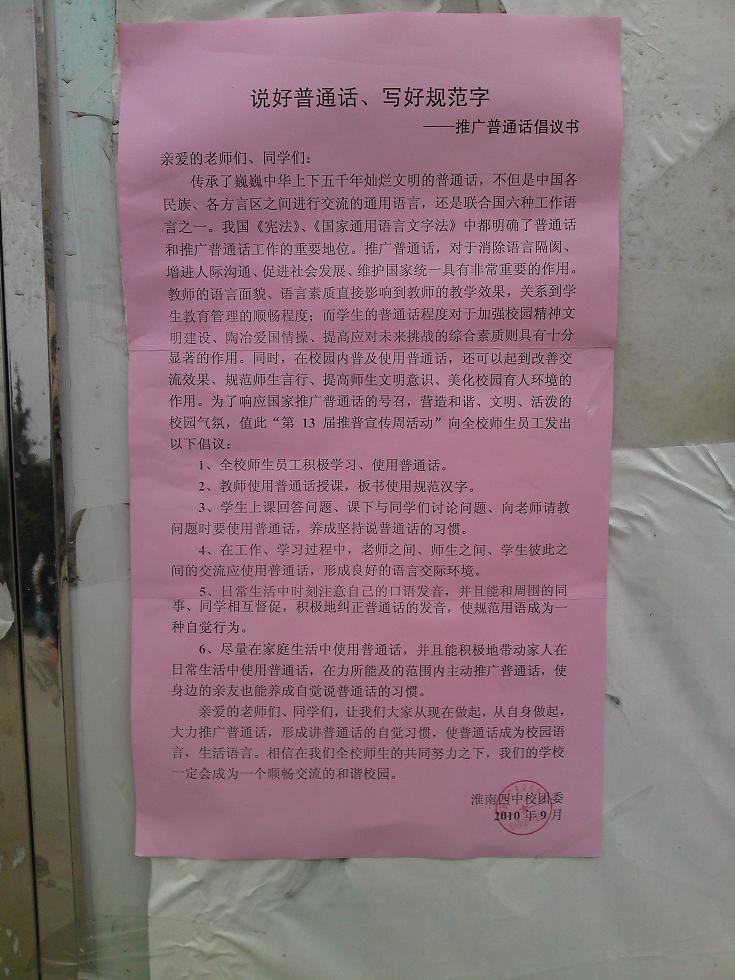 说好普通话、写好规范字
——推广普通话倡议书
亲爱的老师们、同学们：
传承了巍巍中华上下五千年灿烂文明的普通话，不但是中国各
民族、各方言区之间进行交流的通用语言，还是联合国六种工作语
言之一。我国《宪法》、《国家通用语言文字法》中都明确了普通话
和推广普通话工作的重要地位。推广普通话，对于消除语言隔阂、
增进人际沟通、促进社会发展、维护国家统一具有非常重要的作用。
教师的语言面貌、语言素质直接影响到教师的教学效果，关系到学
生教育管理的顺畅程度；而学生的普通话程度对于加强校园精神文
明建设、陶冶爱国情操、提高应对未来挑战的综合素质则具有十分
显著的作用。同时，在校园内普及使用普通话，还可以起到改善交
流效果、规范师生言行、提高师生文明意识、美化校园育人环境的
作用。为了响应国家推广普通话的号召，营造和谐、文明、活泼的
校园气氛，值此“第 13 届推普宣传周活动”向全校师生员工发出
以下倡议：
1、全校师生员工积极学习、使用普通话。
2、教师使用普通话授课，板书使用规范汉字。
3、学生上课回答问题、课下与同学们讨论问题、向老师请教
问题时要使用普通话，养成坚持说普通话的习惯。
4、在工作、学习过程中，老师之间、师生之间、学生彼此之
间的交流应使用普通话，形成良好的语言交际环境。
5、日常生活中时刻注意自己的口语发音，并且能和周围的同
事、同学相互督促，积极地纠正普通话的发音，使规范用语成为一
种自觉行为。
6、尽量在家庭生活中使用普通话，并且能积极地带动家人在
日常生活中使用普通话，在力所能及的范围内主动推广普通话，使
身边的亲友也能养成自觉说普通话的习惯。
亲爱的老师们、同学们，让我们大家从现在做起，从自身做起，
大力推广普通话，形成讲普通话的自觉习惯，使普通话成为校园语
言，生活语言。相信在我们全校师生的共同努力之下，我们的学校
一定会成为一个顺畅交流的和谐校园。
淮南四中校团委
2010 年 9 月